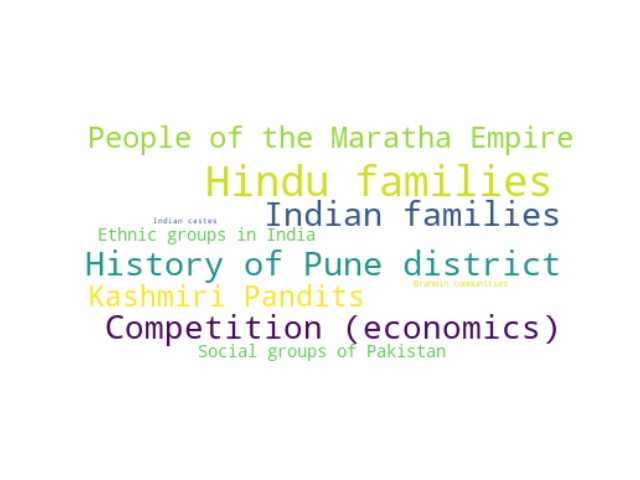 People of the Maratha Empire
Hindu families
Indian castes
Indian families
Ethnic groups in India
History of Pune district
Brahmin communities
Kashmiri Pandits
Competition (economics)
Social groups of Pakistan